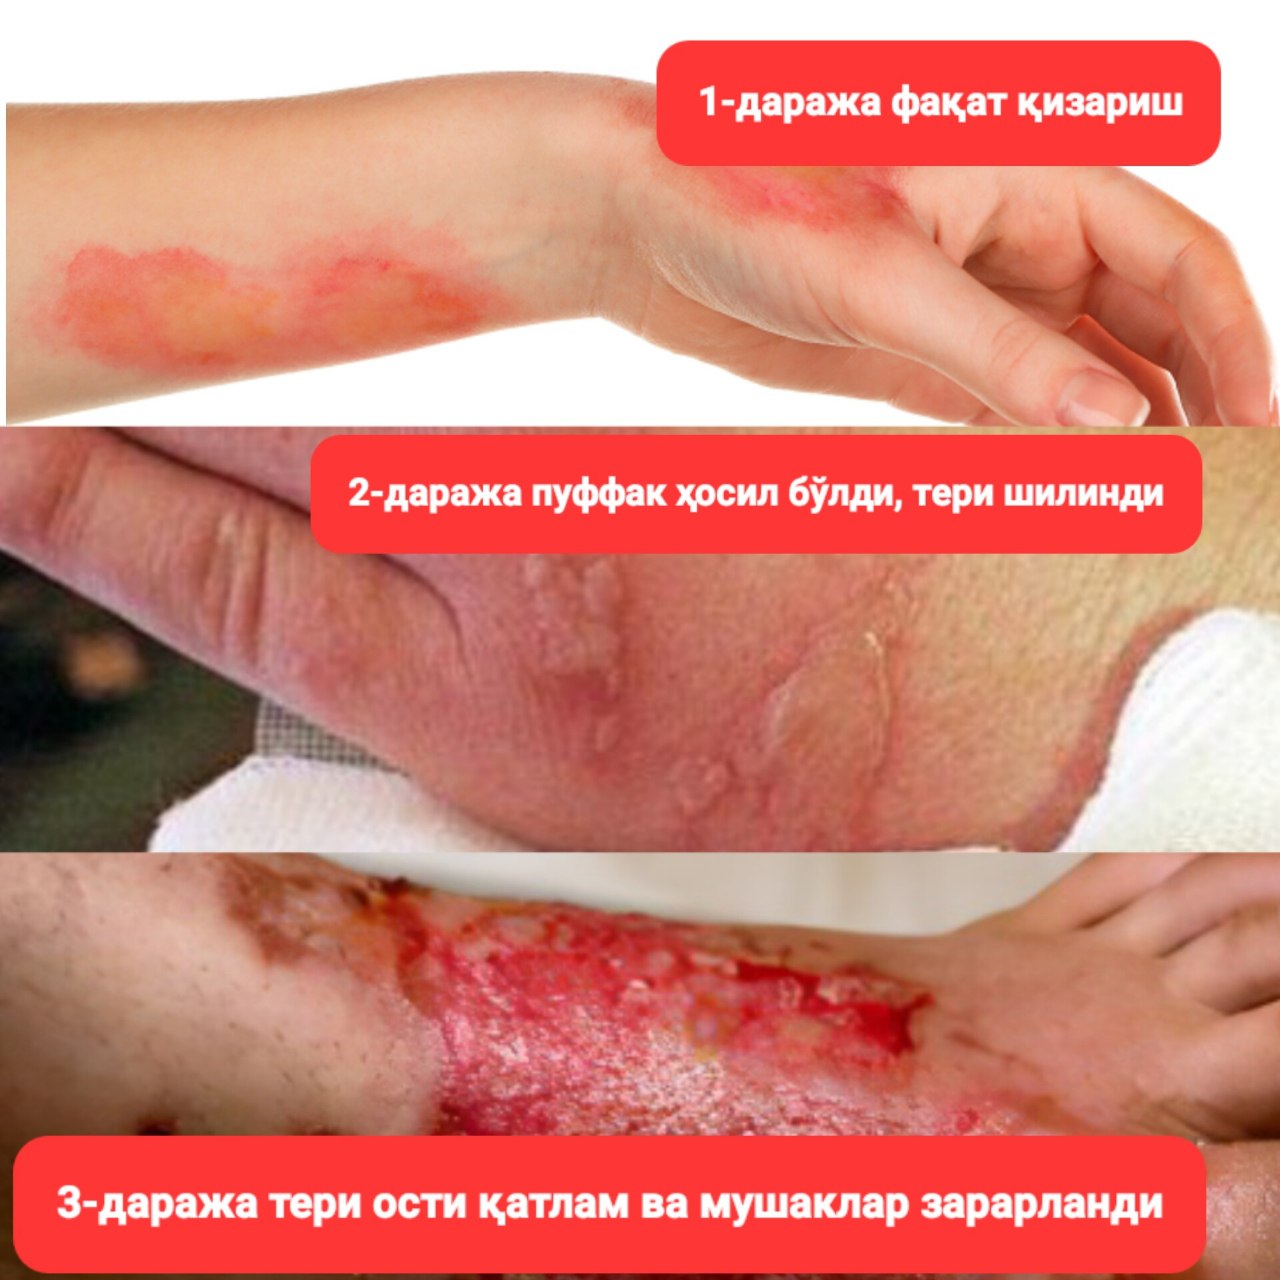 1-даража фақат қизариш
2-даража пуффак ҳосил бўлди, тери шилинди
3-даража тери ости қатлам ва мушаклар зарарланди